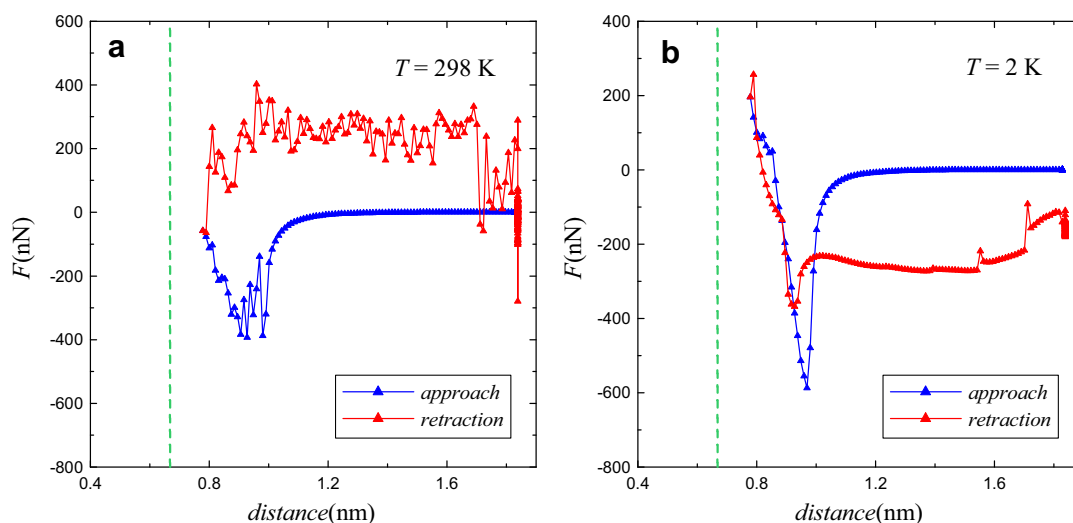 a
T = 298 K
600
400
200
0
-200
-400
-600
-800
F(nN)
approach
retraction
0.4
0.8
1.2
1.6
distance(nm)
b
T = 2 K
400
200
0
-200
-400
-600
-800
F(nN)
approach
retraction
0.4
0.8
1.2
1.6
distance(nm)